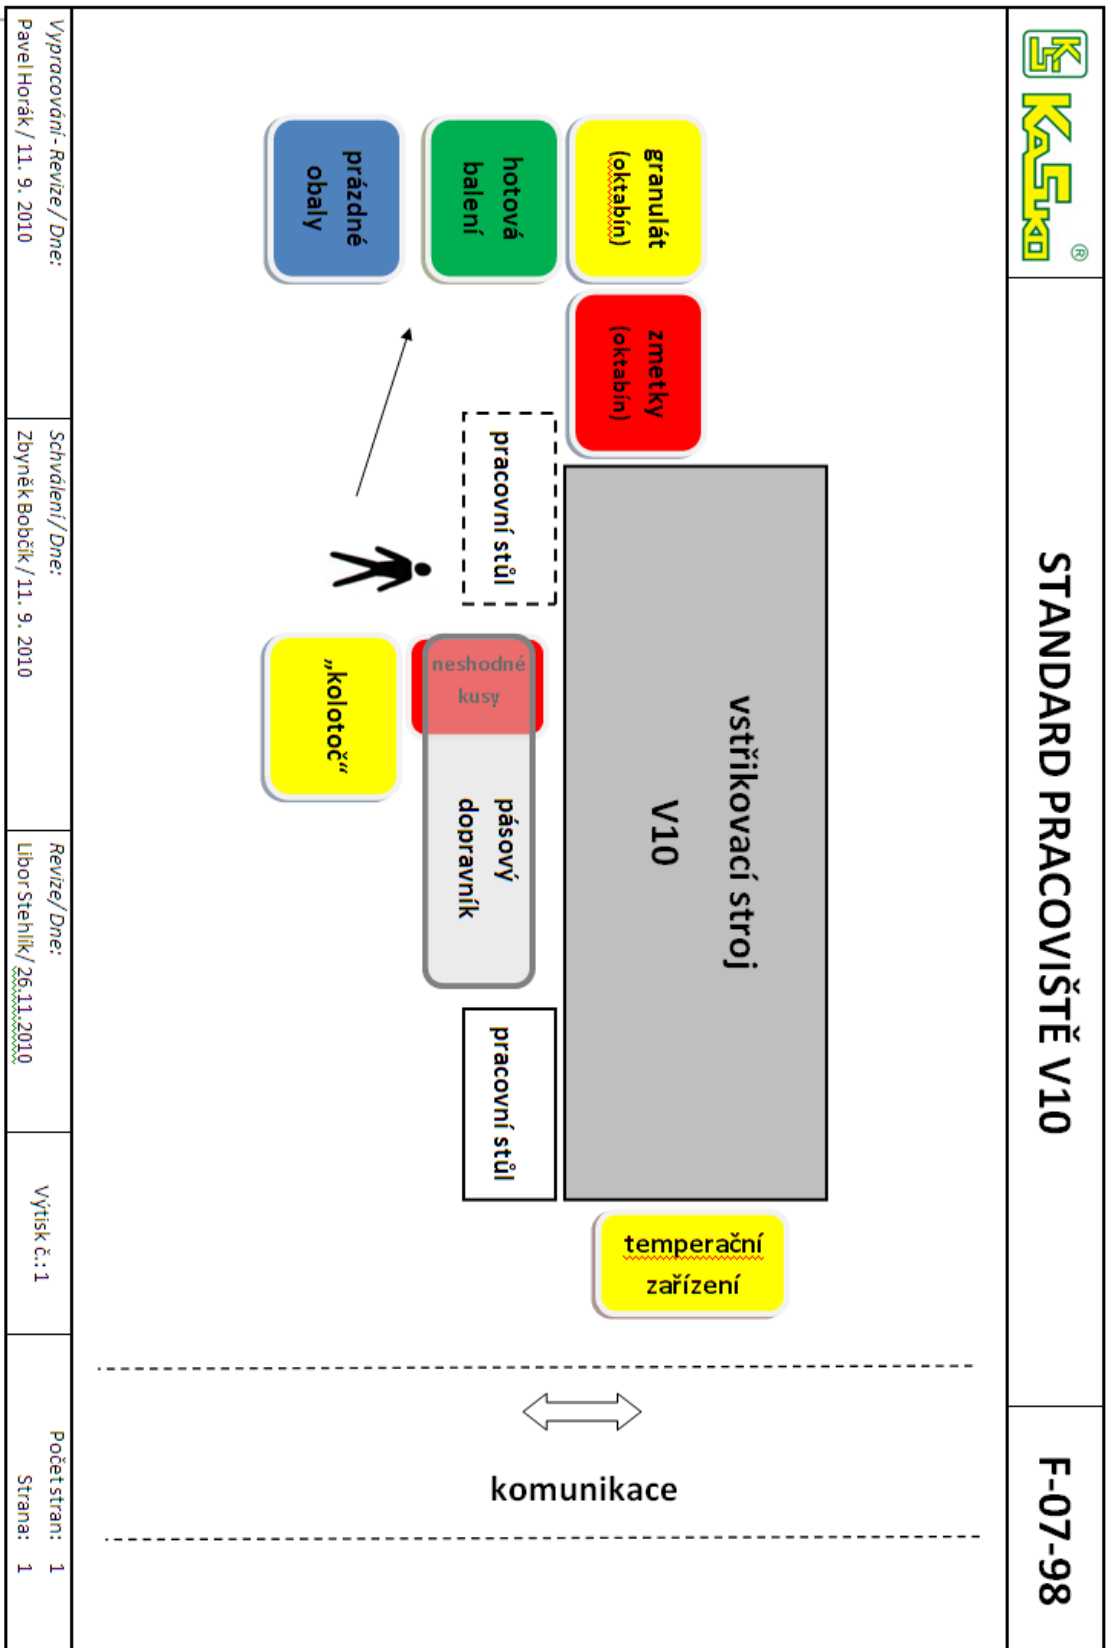 KS KASKO ®
STANDARD PRACOVIŠTĚ V10
F-07-98
granulát
(oktabín)
zmetky
(oktabín)
hotová
balení
prázdné
obaly
vstřikovací stroj
V10
pracovní stůl
neshodné
kusy
pásový
dopravník
pracovní stůl
„kolotoč“
temperační
zařízení
komunikace
Vypracování - Revize / Dne:
Pavel Horák / 11. 9. 2010
Schválení / Dne:
Zbyněk Bobčík / 11. 9. 2010
Revize / Dne:
Libor Stehlík/ 26.11.2010
Výtisk č.: 1
Počet stran: 1
Strana: 1